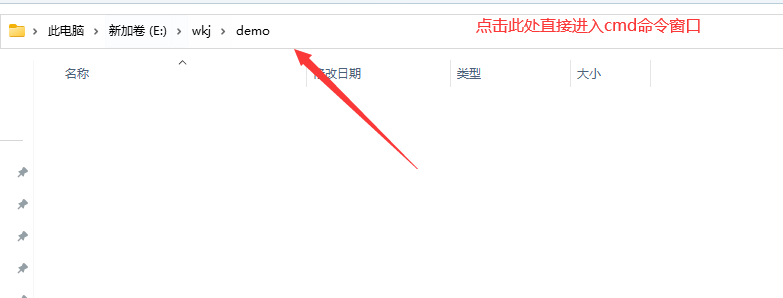 点击此处直接进入cmd命令窗口
此电脑 新加卷 (E:) wkj demo
名称 修改日期 类型 大小